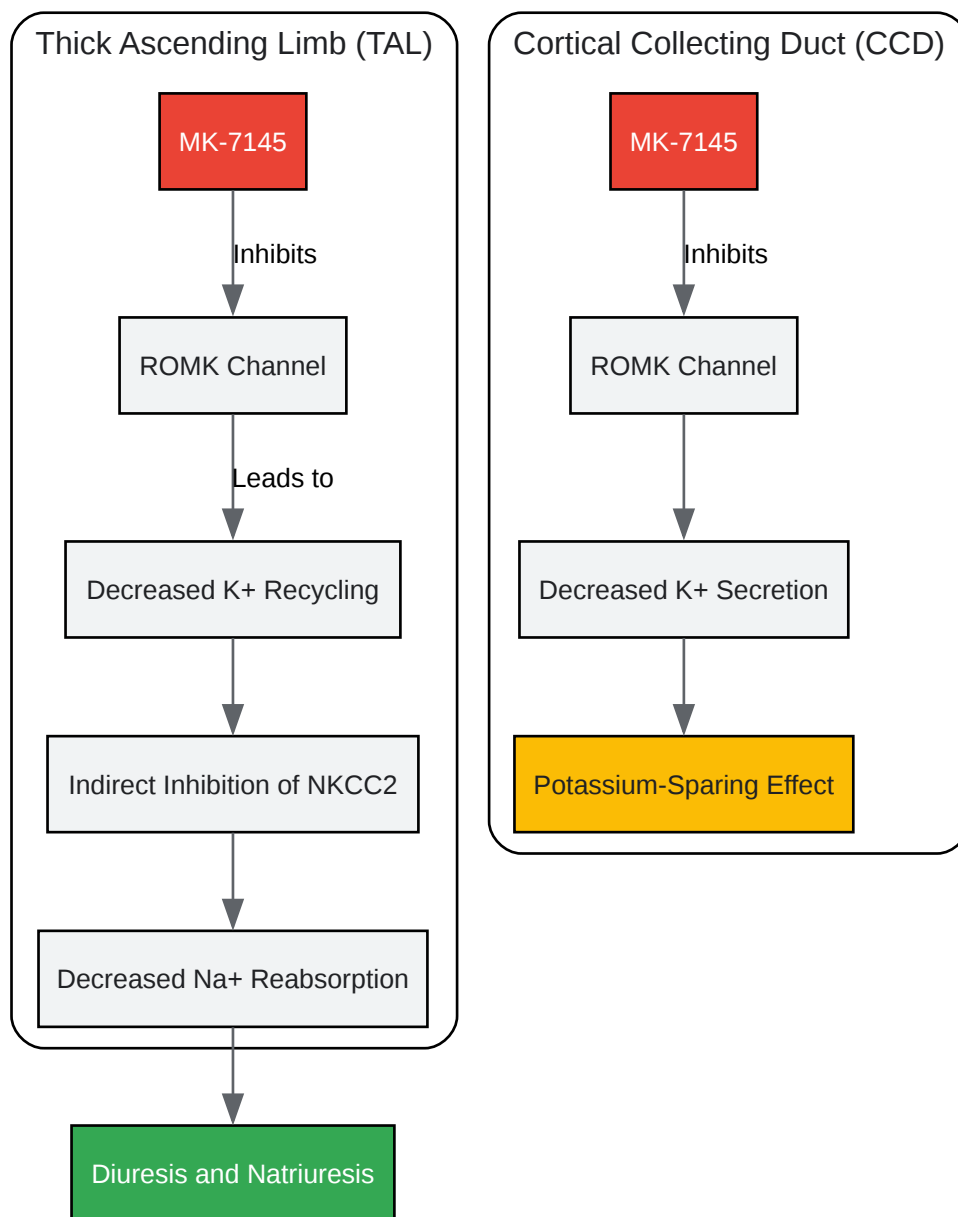 Thick Ascending Limb (TAL)
MK-7145
Inhibits
ROMK Channel
Leads to
Decreased K+ Recycling
Indirect Inhibition of NKCC2
Decreased Na+ Reabsorption
Diuresis and Natriuresis
Cortical Collecting Duct (CCD)
MK-7145
Inhibits
ROMK Channel
Decreased K+ Secretion
Potassium-Sparing Effect